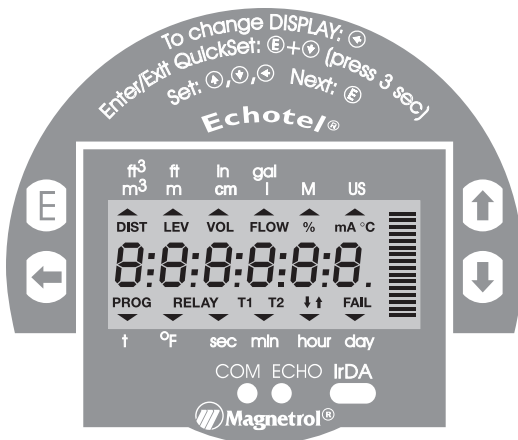 To change DISPLAY:
Enter/Exit QuickSet: E + (press 3 sec)
Set: , , Next: E
Echotel®
ft³ ft In gal
m³ m cm l M US
E
DIST LEV VOL FLOW % mA °C
8:8:8:8:8:8.
PROG RELAY T1 T2 FAIL
t °F sec min hour day
COM ECHO IrDA
Magnetrol®